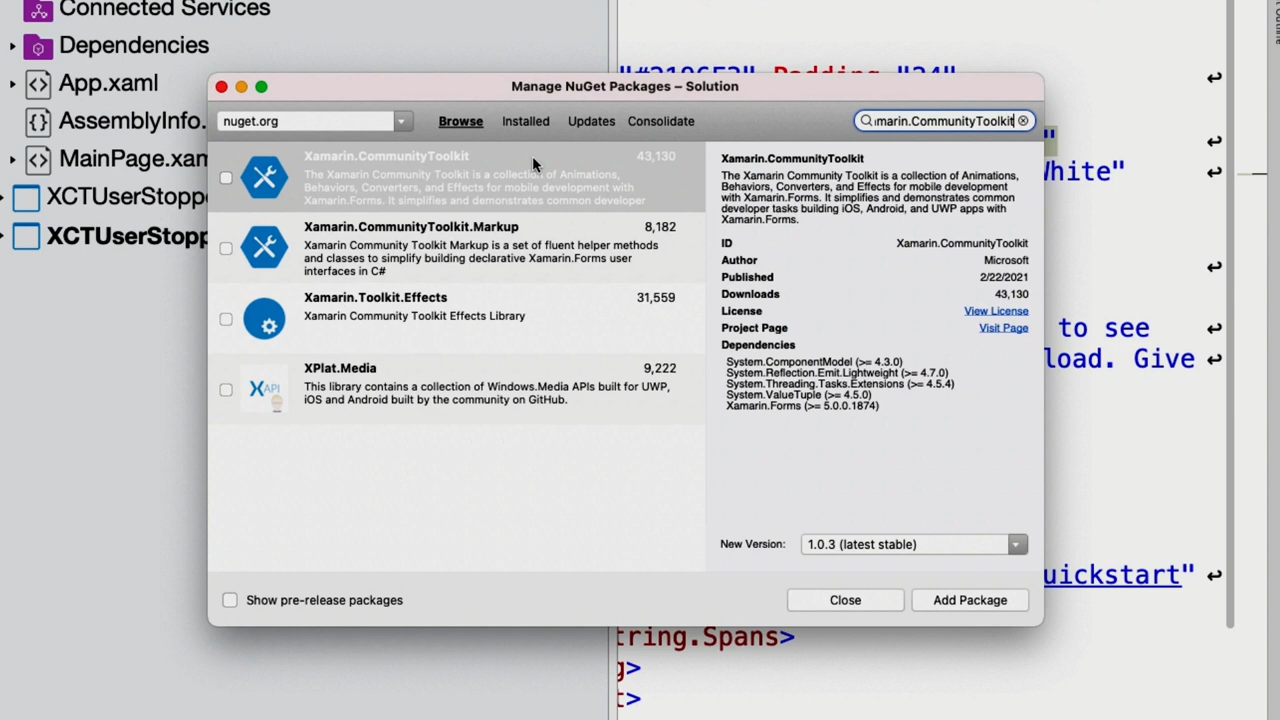 Connected Services
Dependencies
App.xaml
AssemblyInfo.
MainPage.xam
XCTUserStoppe
XCTUserStopp
"#2196F3" Padding "24"
"
White"
to see
load. Give
uickstart"
tring.Spans>
g>
t>
Manage NuGet Packages – Solution
nuget.org
Browse
Installed
Updates
Consolidate
marin.CommunityToolkit
Xamarin.CommunityToolkit 43,130
The Xamarin Community Toolkit is a collection of Animations,
Behaviors, Converters, and Effects for mobile development with
Xamarin.Forms. It simplifies and demonstrates common developer
Xamarin.CommunityToolkit.Markup 8,182
Xamarin Community Toolkit Markup is a set of fluent helper methods
and classes to simplify building declarative Xamarin.Forms user
interfaces in C#
Xamarin.Toolkit.Effects 31,559
Xamarin Community Toolkit Effects Library
XAPI
XPlat.Media 9,222
This library contains a collection of Windows.Media APIs built for UWP,
iOS and Android built by the community on GitHub.
Xamarin.CommunityToolkit
The Xamarin Community Toolkit is a collection of Animations,
Behaviors, Converters, and Effects for mobile development
with Xamarin.Forms. It simplifies and demonstrates common
developer tasks building iOS, Android, and UWP apps with
Xamarin.Forms.
ID Xamarin.CommunityToolkit
Author Microsoft
Published 2/22/2021
Downloads 43,130
License View License
Project Page Visit Page
Dependencies
System.ComponentModel (>= 4.3.0)
System.Reflection.Emit.Lightweight (>= 4.7.0)
System.Threading.Tasks.Extensions (>= 4.5.4)
System.ValueTuple (>= 4.5.0)
Xamarin.Forms (>= 5.0.0.1874)
New Version: 1.0.3 (latest stable)
Show pre-release packages
Close
Add Package